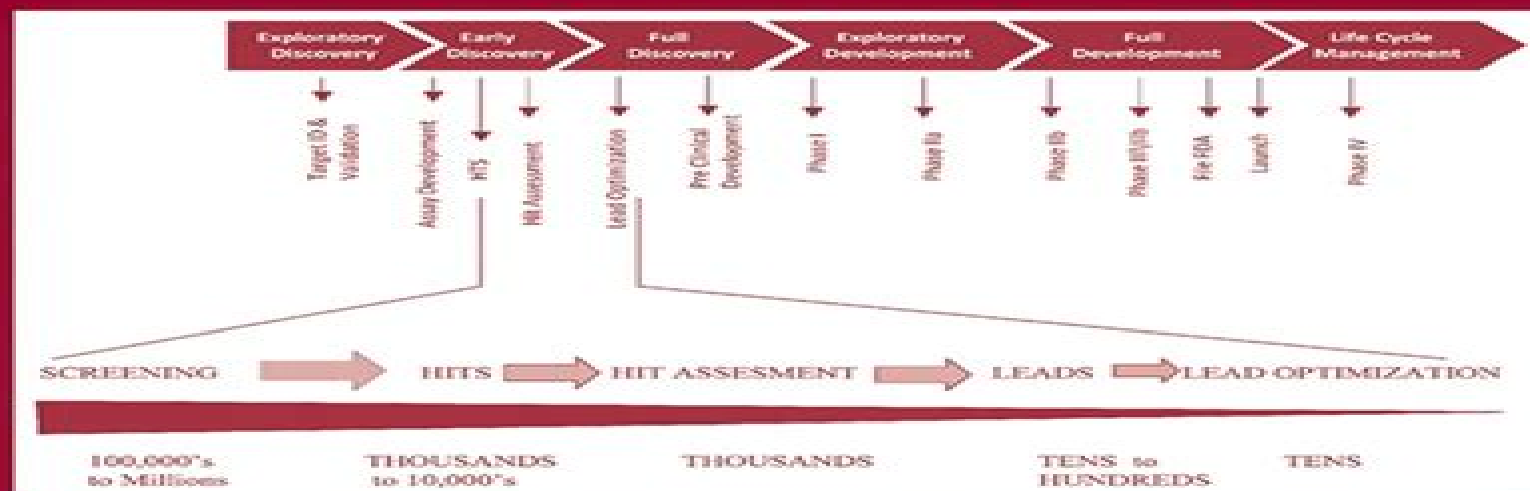 Exploratory
Discovery
Early
Discovery
Full
Discovery
Exploratory
Development
Full
Development
Life Cycle
Management
Target ID &
Validation
Assay Development
HTS
Hit Assessment
Lead Optimization
Pre Clinical
Development
Phase I
Phase IIa
Phase IIb
Phase
File FDA
Launch
Phase IV
SCREENING
HITS
HIT ASSESMENT
LEADS
LEAD OPTIMIZATION
100,000"s
to Millions
THOUSANDS
to 10,000"s
THOUSANDS
TENS to
HUNDREDS
TENS